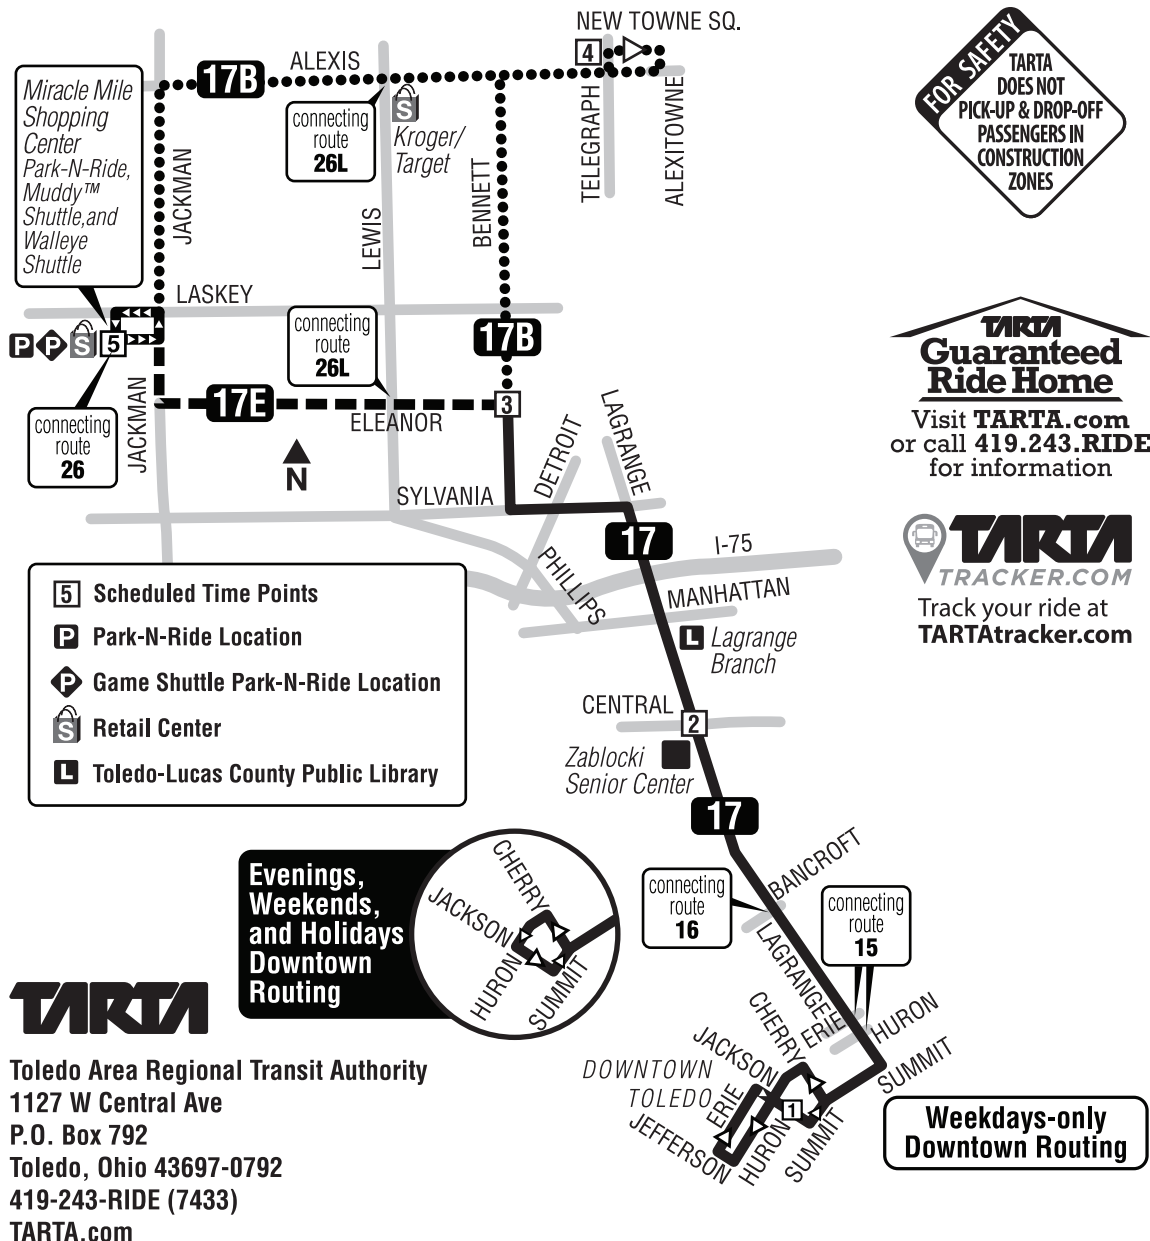 NEW TOWNE SQ.
4
ALEXIS
17B
Miracle Mile
Shopping
Center
Park-N-Ride,
Muddy™
Shuttle,and
Walleye
Shuttle
connecting
route
26L
S
Kroger/
Target
JACKMAN
LEWIS
BENNETT
TELEGRAPH
ALEXITOWNE
FOR SAFETY
TARTA
DOES NOT
PICK-UP & DROP-OFF
PASSENGERS IN
CONSTRUCTION
ZONES
LASKEY
P
P
S
5
connecting
route
26L
17B
JACKMAN
17E
ELEANOR
3
connecting
route
26
N
TARTA
Guaranteed
Ride Home
Visit TARTA.com
or call 419.243.RIDE
for information
SYLVANIA
DETROIT
LAGRANGE
17
I-75
PHILLIPS
MANHATTAN
TARTA
TRACKER.COM
Track your ride at
TARTAtracker.com
L
Lagrange
Branch
5 Scheduled Time Points
P Park-N-Ride Location
P Game Shuttle Park-N-Ride Location
S Retail Center
L Toledo-Lucas County Public Library
CENTRAL
2
Zablocki
Senior Center
17
BANCROFT
connecting
route
16
connecting
route
15
LAGRANGE
ERIE
HURON
SUMMIT
Evenings,
Weekends,
and Holidays
Downtown
Routing
CHERRY
JACKSON
HURON
SUMMIT
CHERRY
JACKSON
DOWNTOWN
TOLEDO
ERIE
1
JEFFERSON
HURON
SUMMIT
Weekdays-only
Downtown Routing
TARTA
Toledo Area Regional Transit Authority
1127 W Central Ave
P.O. Box 792
Toledo, Ohio 43697-0792
419-243-RIDE (7433)
TARTA.com